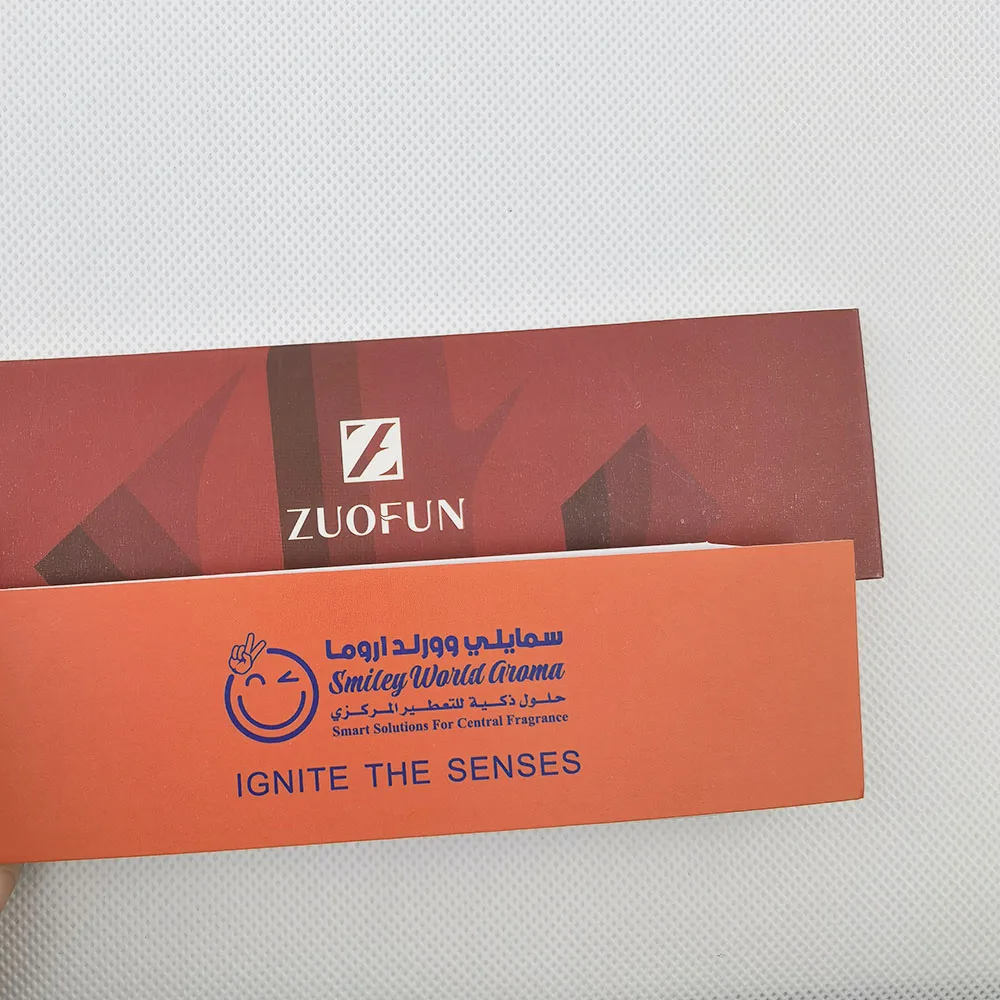 ZUOFUN
سمايلي وورلد اروما
Smiley World Aroma
حلول ذكية للتعطير المركزي
Smart Solutions For Central Fragrance
IGNITE THE SENSES